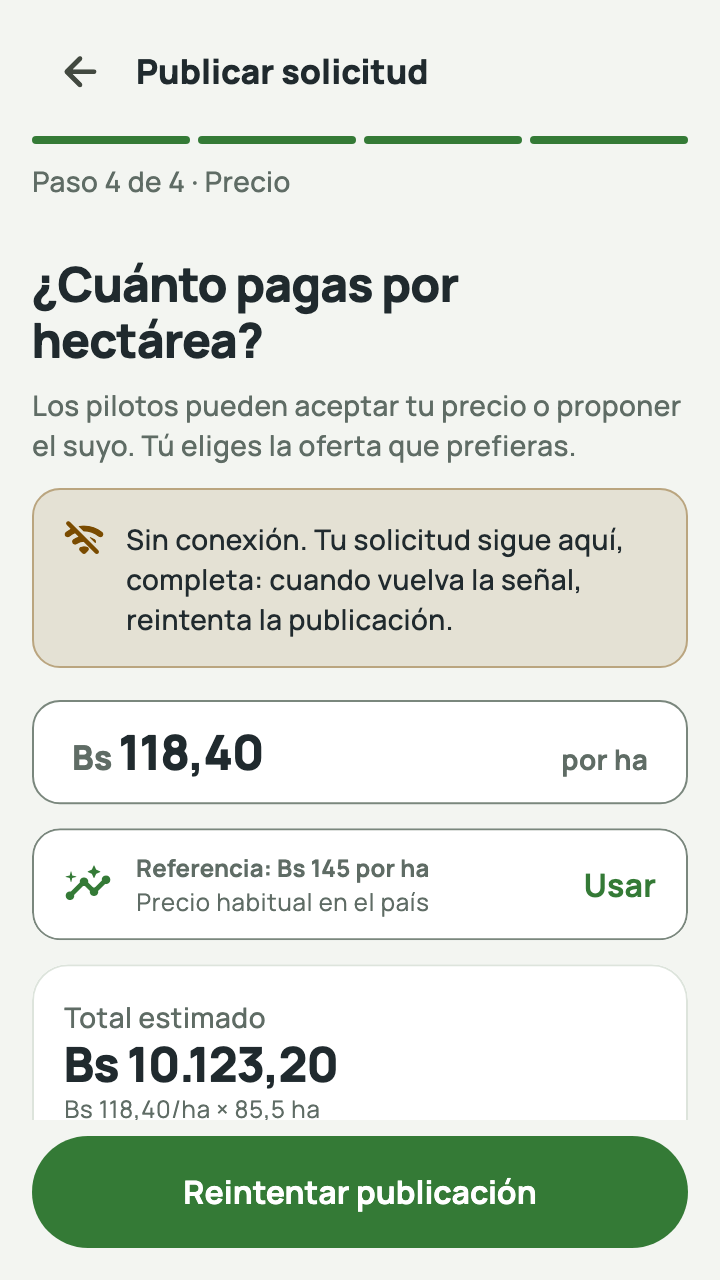 Publicar solicitud
Paso 4 de 4 · Precio
¿Cuánto pagas por
hectárea?
Los pilotos pueden aceptar tu precio o proponer
el suyo. Tú eliges la oferta que prefieras.
Sin conexión. Tu solicitud sigue aquí,
completa: cuando vuelva la señal,
reintenta la publicación.
Bs 118,40 por ha
Referencia: Bs 145 por ha
Precio habitual en el país
Usar
Total estimado
Bs 10.123,20
Bs 118,40/ha × 85,5 ha
Reintentar publicación